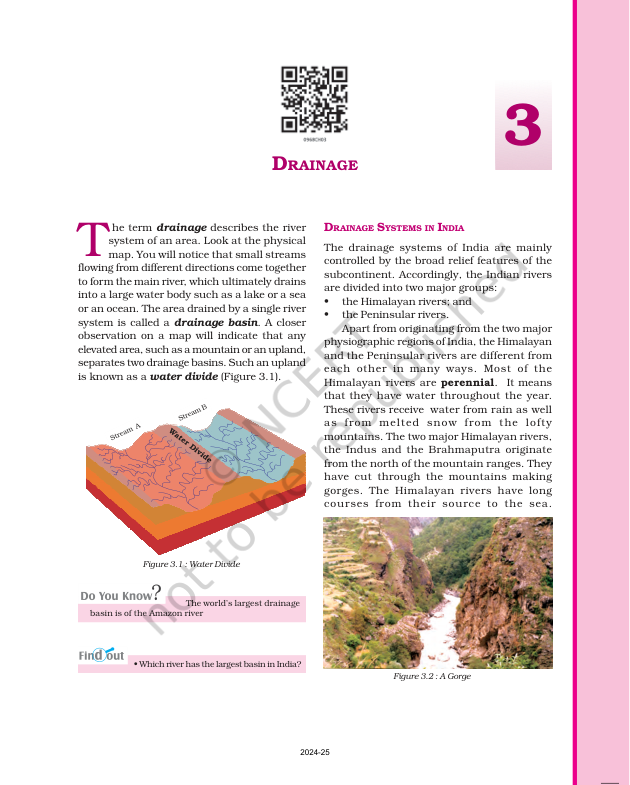 0968CH03
3
DRAINAGE
The term drainage describes the river
system of an area. Look at the physical
map. You will notice that small streams
flowing from different directions come together
to form the main river, which ultimately drains
into a large water body such as a lake or a sea
or an ocean. The area drained by a single river
system is called a drainage basin. A closer
observation on a map will indicate that any
elevated area, such as a mountain or an upland,
separates two drainage basins. Such an upland
is known as a water divide (Figure 3.1).
Stream A
Stream B
Water Divide
Figure 3.1 : Water Divide
Do You Know?
The world's largest drainage
basin is of the Amazon river
Find out
• Which river has the largest basin in India?
DRAINAGE SYSTEMS IN INDIA
The drainage systems of India are mainly
controlled by the broad relief features of the
subcontinent. Accordingly, the Indian rivers
are divided into two major groups:
• the Himalayan rivers; and
• the Peninsular rivers.
Apart from originating from the two major
physiographic regions of India, the Himalayan
and the Peninsular rivers are different from
each other in many ways. Most of the
Himalayan rivers are perennial. It means
that they have water throughout the year.
These rivers receive water from rain as well
as from melted snow from the lofty
mountains. The two major Himalayan rivers,
the Indus and the Brahmaputra originate
from the north of the mountain ranges. They
have cut through the mountains making
gorges. The Himalayan rivers have long
courses from their source to the sea.
Figure 3.2 : A Gorge
© NCERT
not to be republished
2024-25